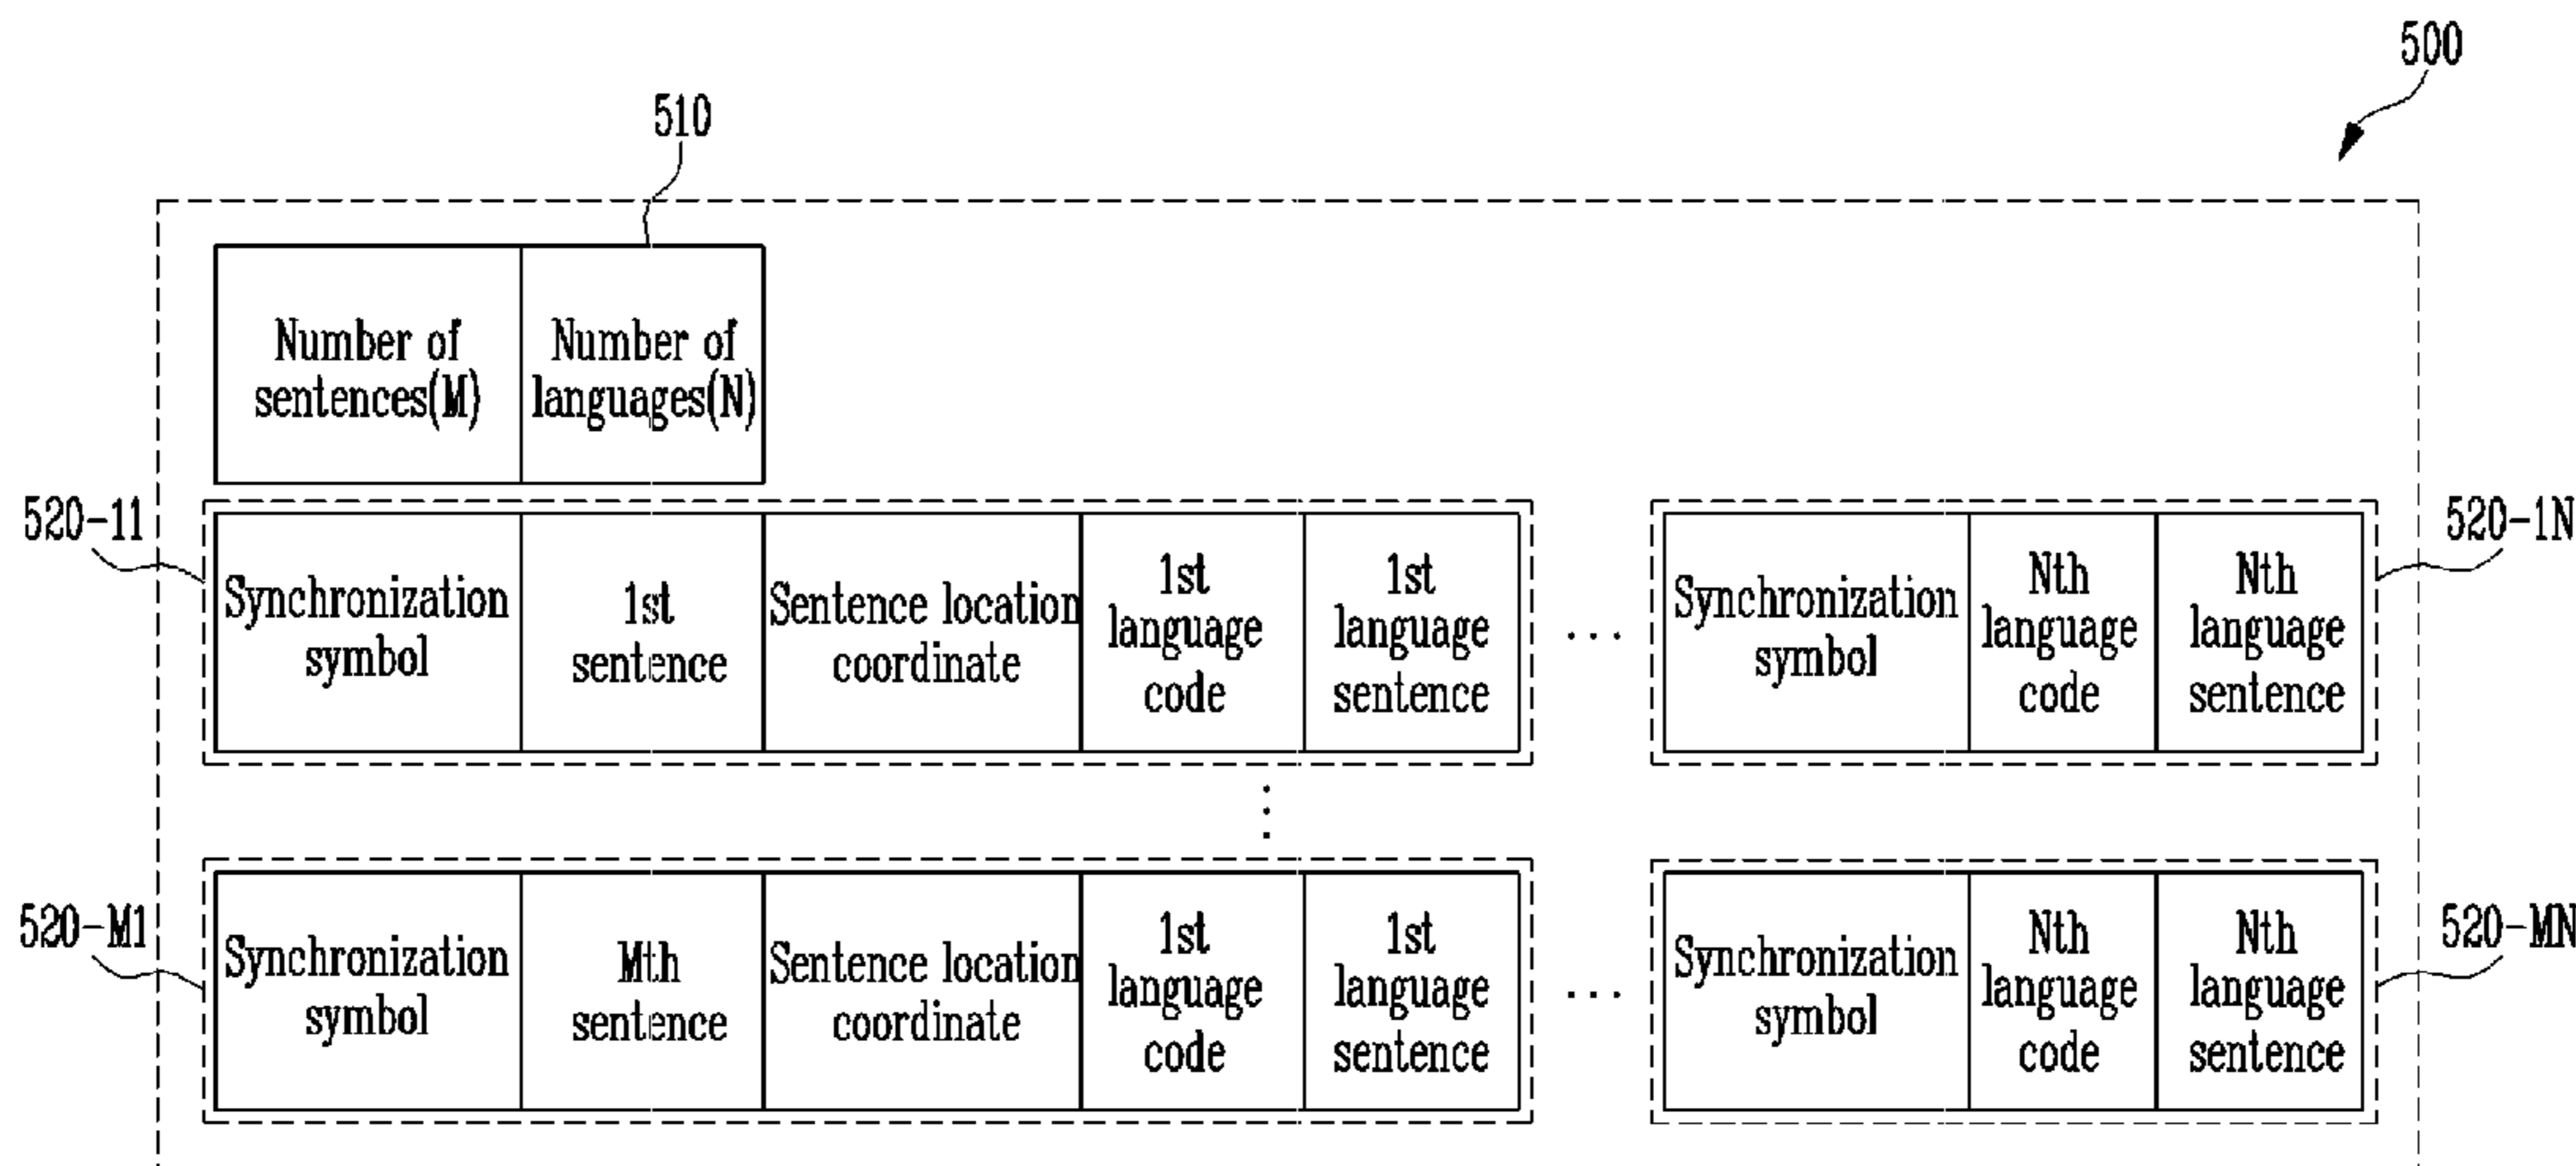 500
510
Number of
sentences(M)
Number of
languages(N)
520-11
Synchronization
symbol
1st
sentence
Sentence location
coordinate
1st
language
code
1st
language
sentence
...
Synchronization
symbol
Nth
language
code
Nth
language
sentence
520-1N
520-M1
Synchronization
symbol
Mth
sentence
Sentence location
coordinate
1st
language
code
1st
language
sentence
...
Synchronization
symbol
Nth
language
code
Nth
language
sentence
520-MN